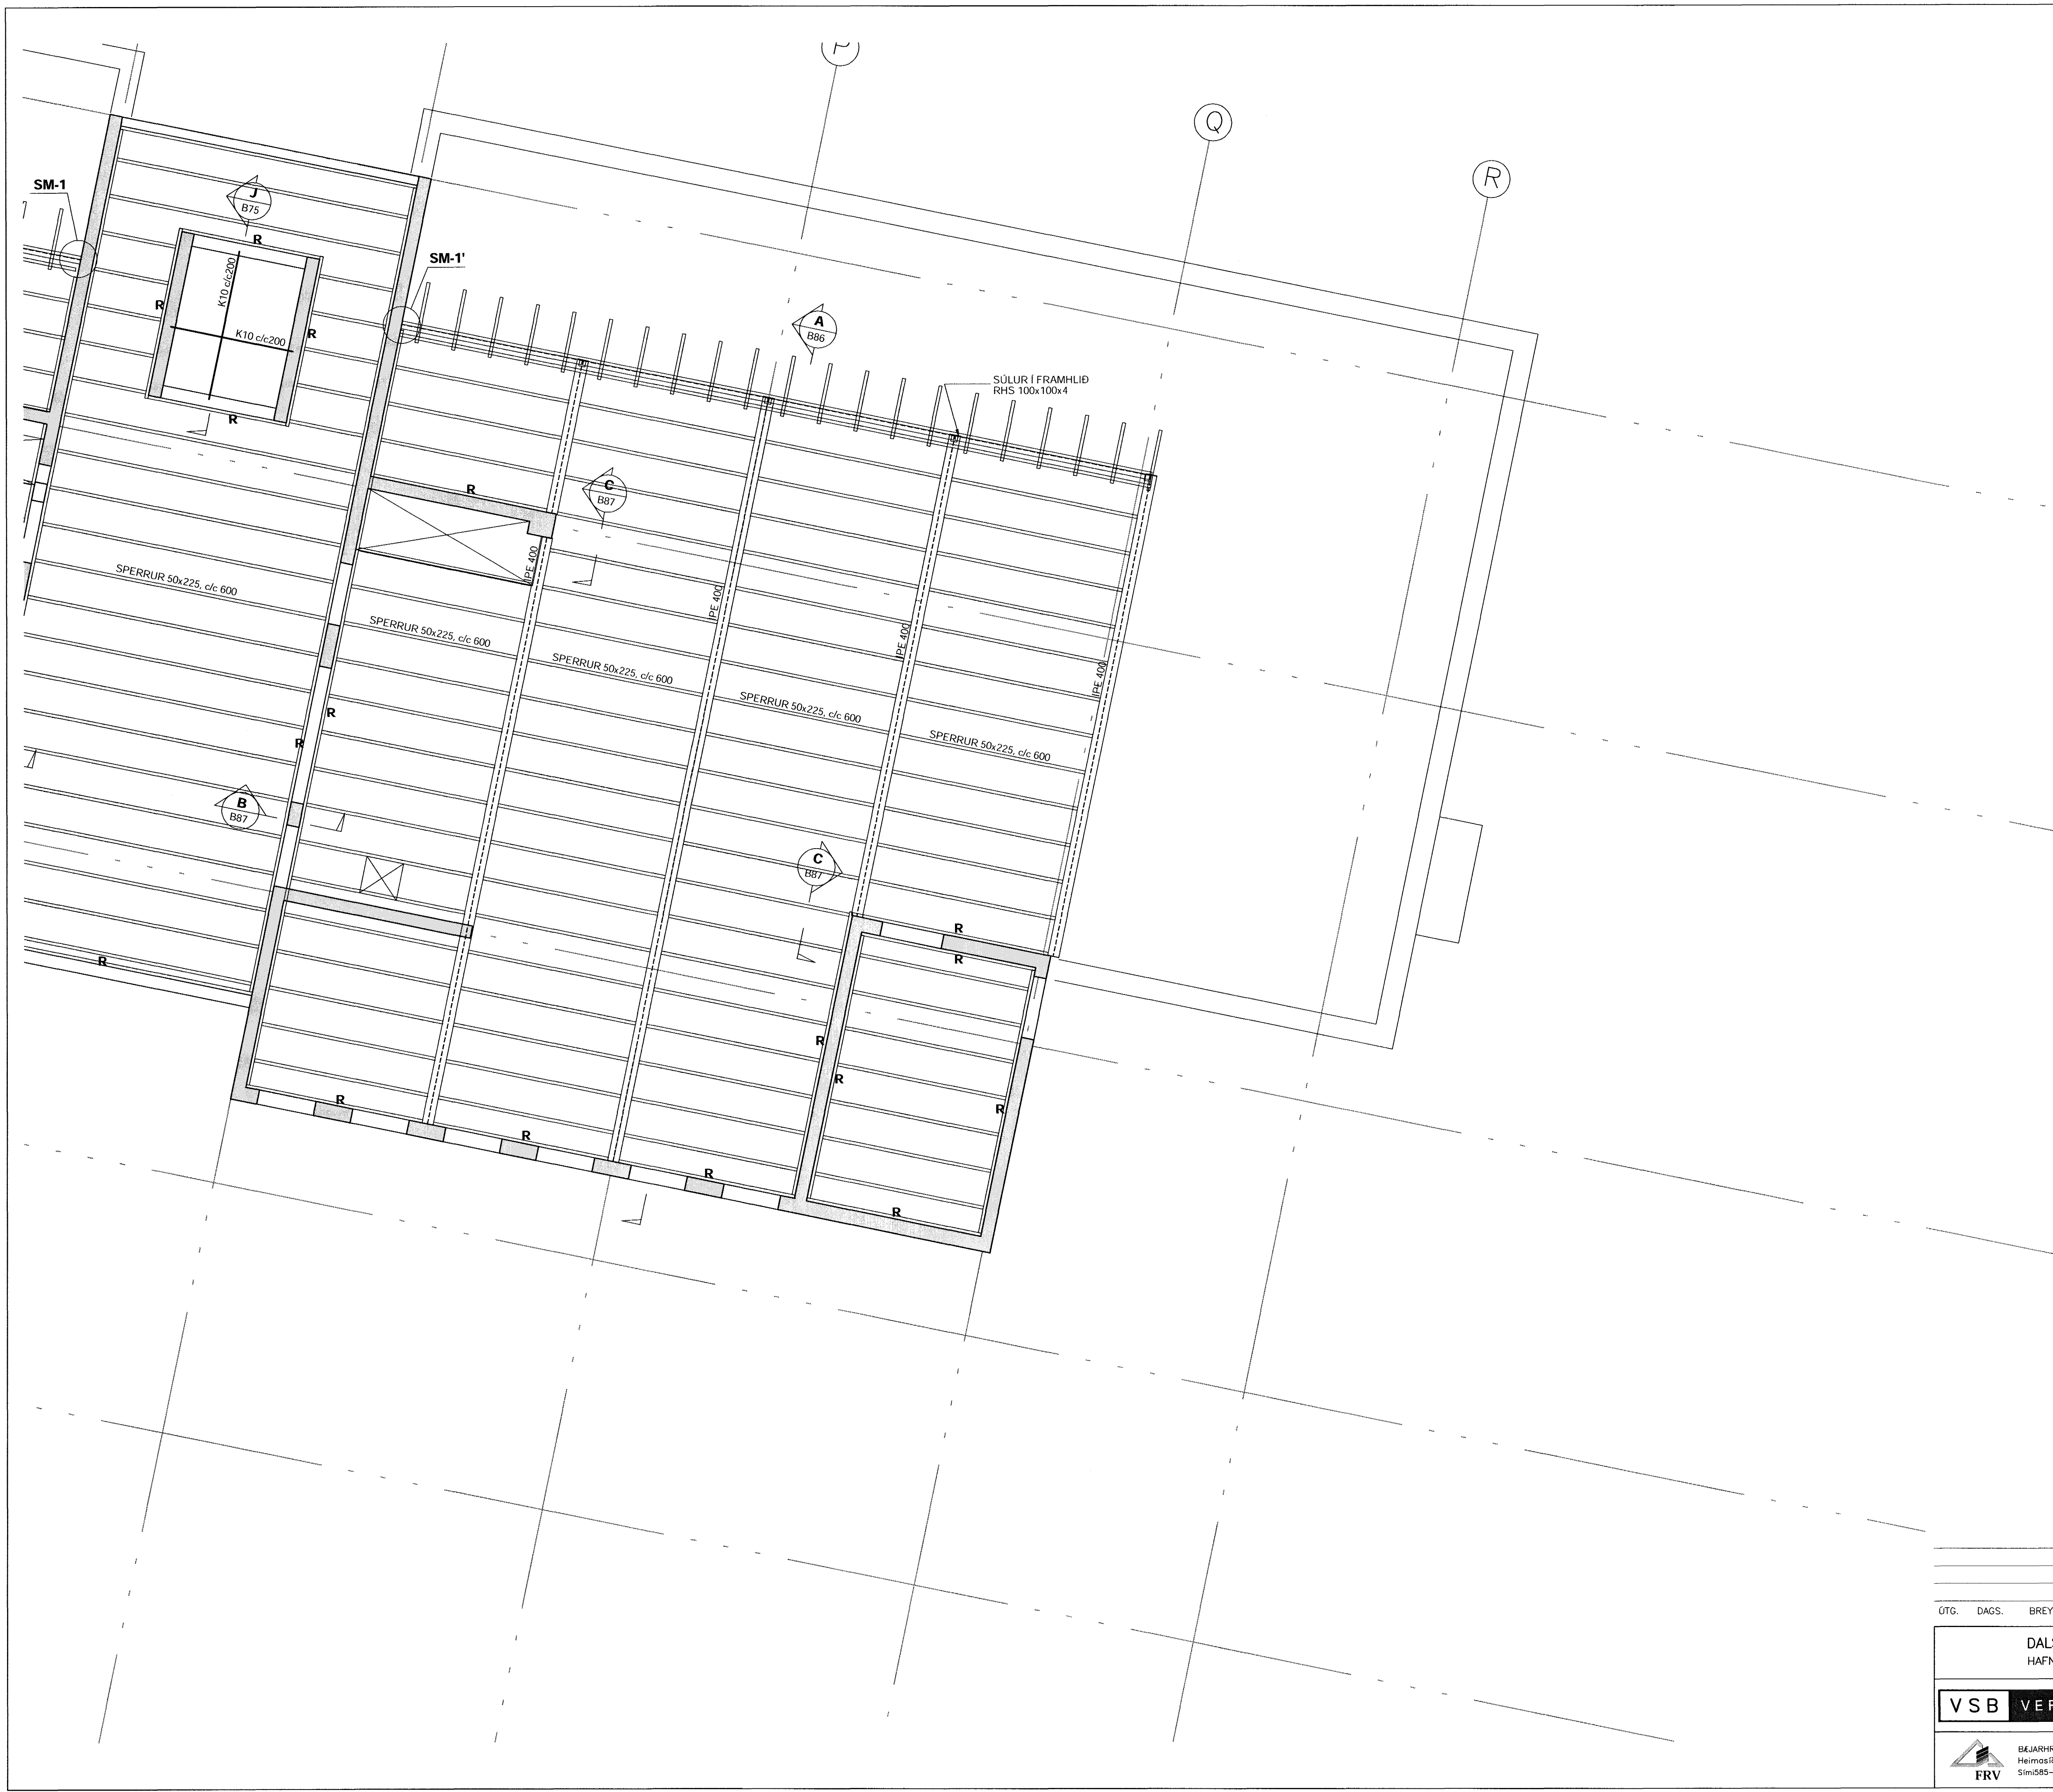 P
Q
R
SM-1
J
B75
R
K10 c/c200
R
K10 c/c200
R
R
SM-1'
A
B86
SÚLUR Í FRAMHLIÐ
RHS 100x100x4
R
C
B87
IPE 400
IPE 400
IPE 400
IPE 400
SPERRUR 50x225, c/c 600
SPERRUR 50x225, c/c 600
SPERRUR 50x225, c/c 600
SPERRUR 50x225, c/c 600
SPERRUR 50x225, c/c 600
R
R
B
B87
C
B87
R
R
R
R
R
R
R
R
R
R
ÚTG. DAGS.
VSB
FRV